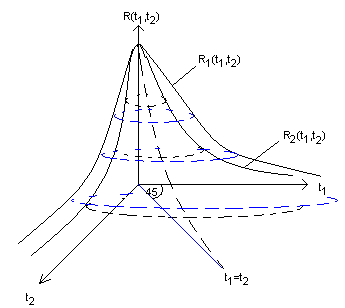 R(t₁,t₂)
R₁(t₁,t₂)
R₂(t₁,t₂)
45
t₁
t₁=t₂
t₂